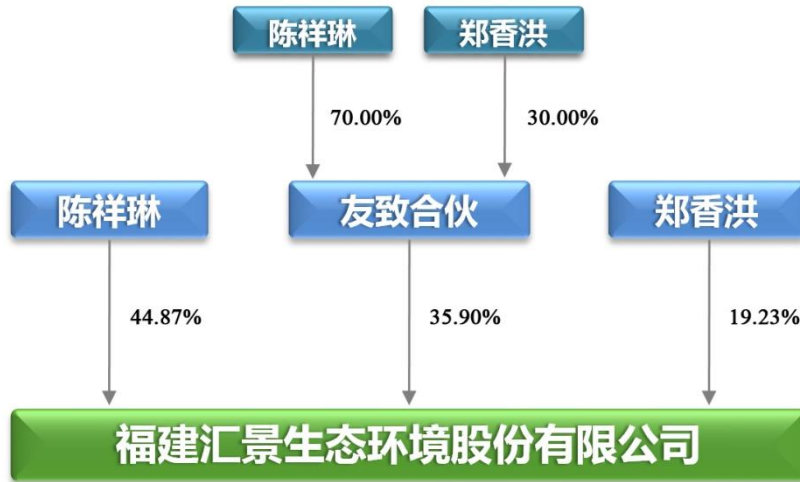 陈祥琳
郑香洪
70.00%
30.00%
陈祥琳
友致合伙
郑香洪
44.87%
35.90%
19.23%
福建汇景生态环境股份有限公司